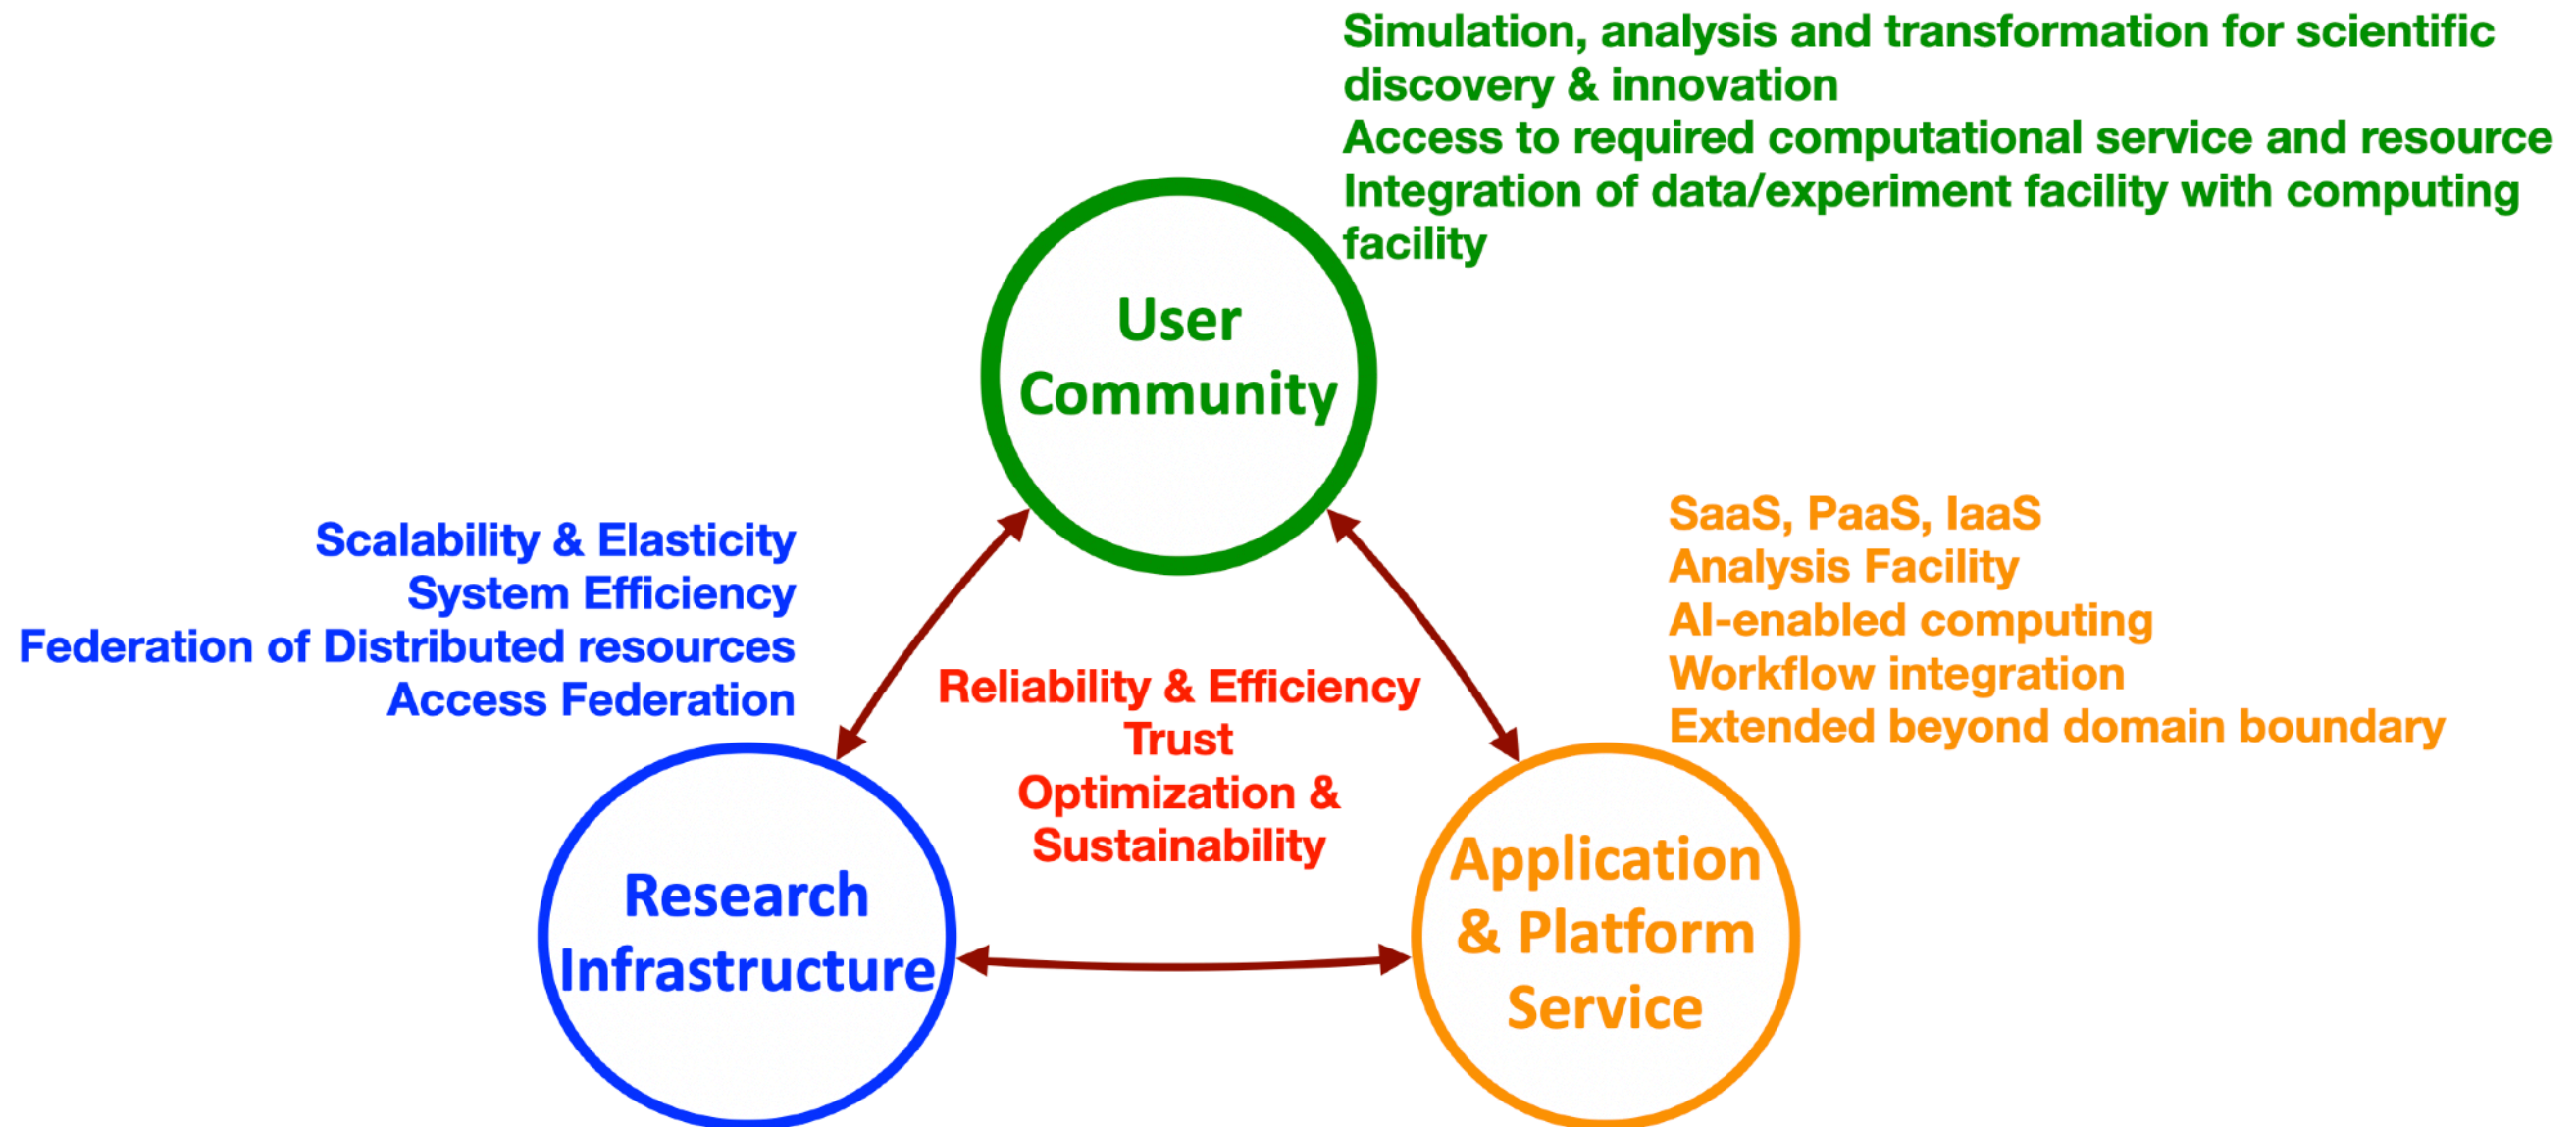 Simulation, analysis and transformation for scientific
discovery & innovation
Access to required computational service and resource
Integration of data/experiment facility with computing
facility
User
Community
Scalability & Elasticity
System Efficiency
Federation of Distributed resources
Access Federation
SaaS, PaaS, IaaS
Analysis Facility
AI-enabled computing
Workflow integration
Extended beyond domain boundary
Reliability & Efficiency
Trust
Optimization &
Sustainability
Research
Infrastructure
Application
& Platform
Service